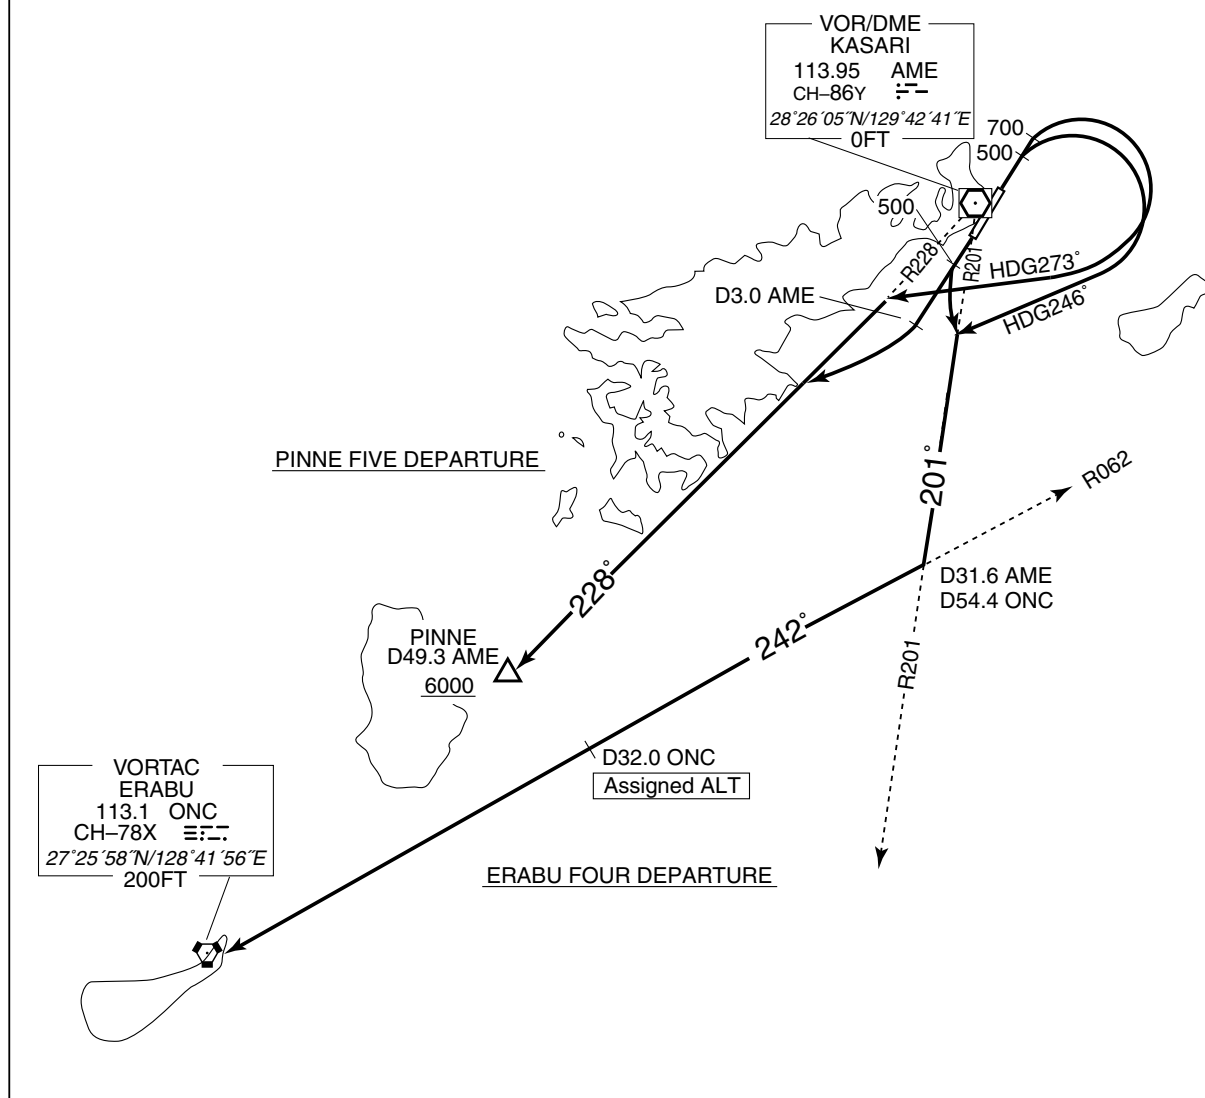 VOR/DME
KASARI
113.95 AME
CH–86Y
28°26´05˝N/129°42´41˝E
0FT
700
500
500
R228
R201
HDG273°
D3.0 AME
HDG246°
PINNE FIVE DEPARTURE
201°
R062
228°
D31.6 AME
D54.4 ONC
PINNE
D49.3 AME
6000
242°
R201
D32.0 ONC
Assigned ALT
VORTAC
ERABU
113.1 ONC
CH–78X
27°25´58˝N/128°41´56˝E
200FT
ERABU FOUR DEPARTURE